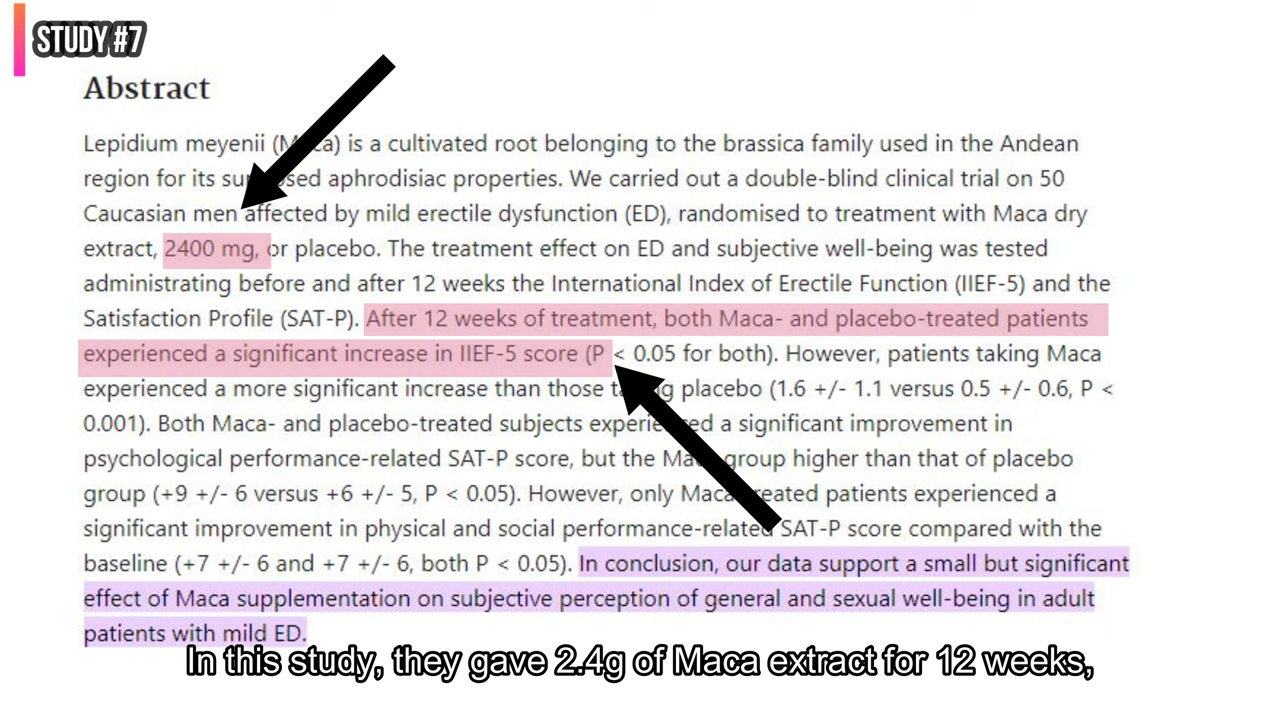 STUDY #7
Abstract
Lepidium meyenii (Maca) is a cultivated root belonging to the brassica family used in the Andean
region for its supposed aphrodisiac properties. We carried out a double-blind clinical trial on 50
Caucasian men affected by mild erectile dysfunction (ED), randomised to treatment with Maca dry
extract, 2400 mg, or placebo. The treatment effect on ED and subjective well-being was tested
administrating before and after 12 weeks the International Index of Erectile Function (IIEF-5) and the
Satisfaction Profile (SAT-P). After 12 weeks of treatment, both Maca- and placebo-treated patients
experienced a significant increase in IIEF-5 score (P < 0.05 for both). However, patients taking Maca
experienced a more significant increase than those taking placebo (1.6 +/- 1.1 versus 0.5 +/- 0.6, P <
0.001). Both Maca- and placebo-treated subjects experienced a significant improvement in
psychological performance-related SAT-P score, but the Maca group higher than that of placebo
group (+9 +/- 6 versus +6 +/- 5, P < 0.05). However, only Maca-treated patients experienced a
significant improvement in physical and social performance-related SAT-P score compared with the
baseline (+7 +/- 6 and +7 +/- 6, both P < 0.05). In conclusion, our data support a small but significant
effect of Maca supplementation on subjective perception of general and sexual well-being in adult
patients with mild ED.
In this study, they gave 2.4g of Maca extract for 12 weeks,